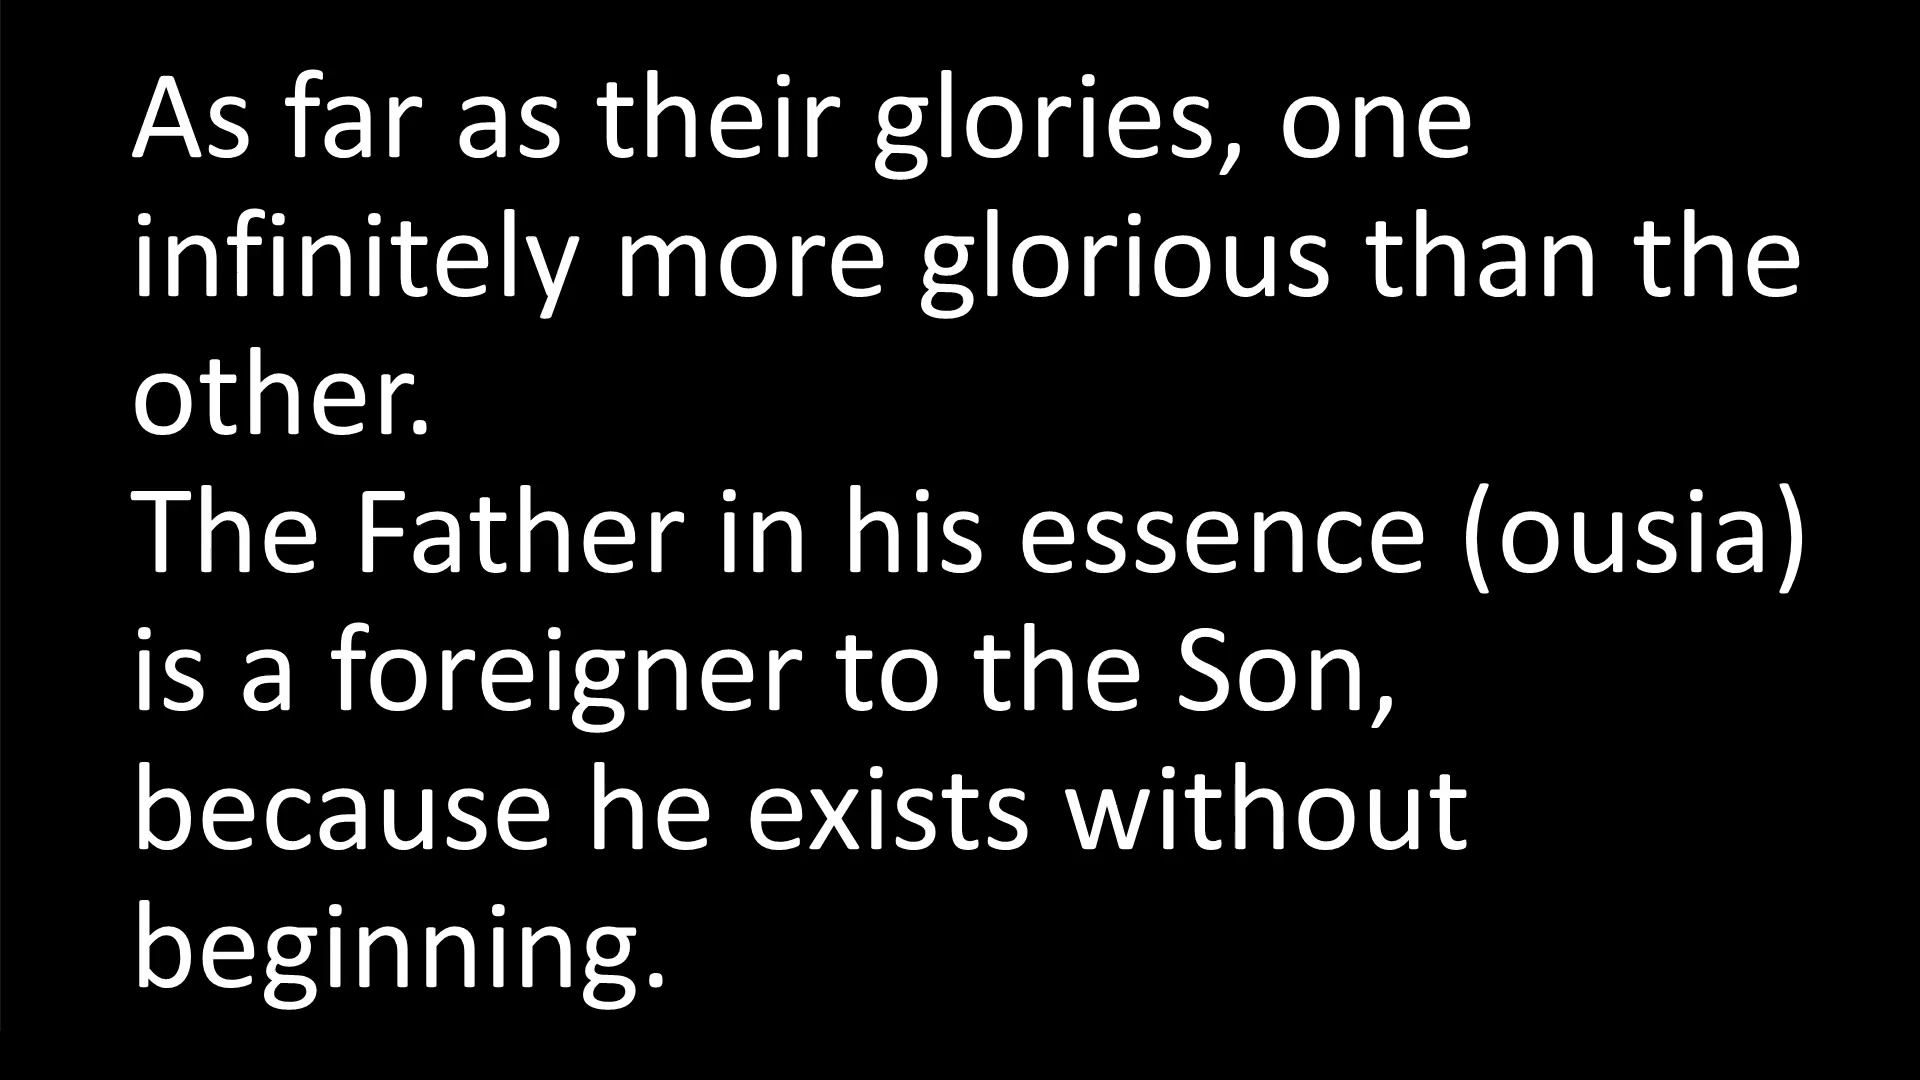 As far as their glories, one
infinitely more glorious than the
other.
The Father in his essence (ousia)
is a foreigner to the Son,
because he exists without
beginning.